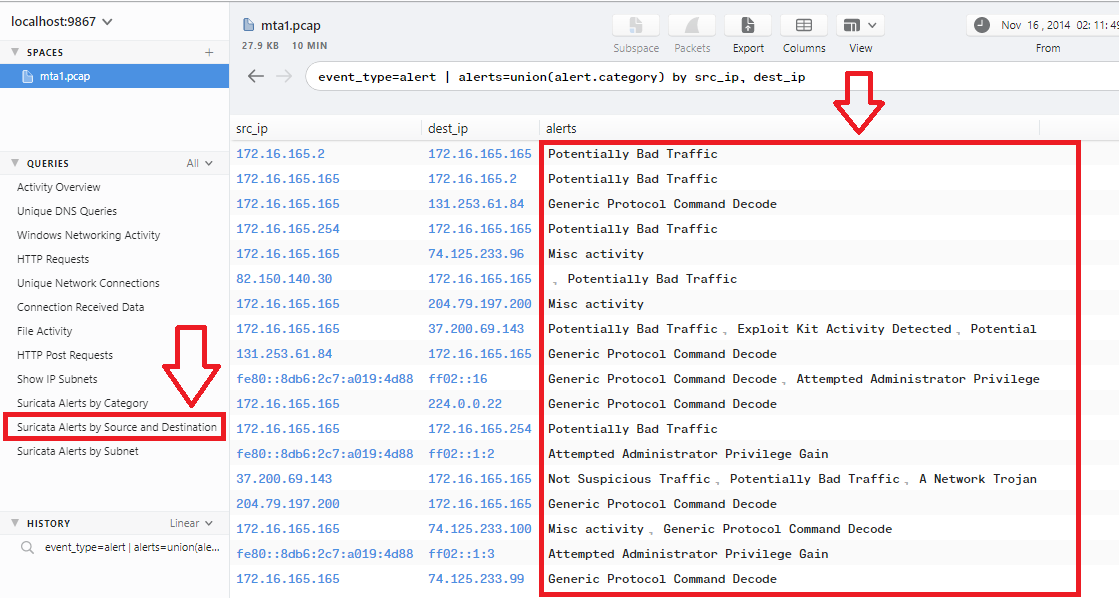 localhost:9867
SPACES +
mta1.pcap
QUERIES All
Activity Overview
Unique DNS Queries
Windows Networking Activity
HTTP Requests
Unique Network Connections
Connection Received Data
File Activity
HTTP Post Requests
Show IP Subnets
Suricata Alerts by Category
Suricata Alerts by Source and Destination
Suricata Alerts by Subnet
HISTORY Linear
event_type=alert | alerts=union(ale...
mta1.pcap
27.9 KB 10 MIN
Subspace Packets Export Columns View
Nov 16 , 2014 02: 11: 49
From
event_type=alert | alerts=union(alert.category) by src_ip, dest_ip
src_ip dest_ip alerts
172.16.165.2 172.16.165.165 Potentially Bad Traffic
172.16.165.165 172.16.165.2 Potentially Bad Traffic
172.16.165.165 131.253.61.84 Generic Protocol Command Decode
172.16.165.254 172.16.165.165 Potentially Bad Traffic
172.16.165.165 74.125.233.96 Misc activity
82.150.140.30 172.16.165.165 , Potentially Bad Traffic
172.16.165.165 204.79.197.200 Misc activity
172.16.165.165 37.200.69.143 Potentially Bad Traffic, Exploit Kit Activity Detected, Potential
131.253.61.84 172.16.165.165 Generic Protocol Command Decode
fe80::8db6:2c7:a019:4d88 ff02::16 Generic Protocol Command Decode, Attempted Administrator Privilege
172.16.165.165 224.0.0.22 Generic Protocol Command Decode
172.16.165.165 172.16.165.254 Potentially Bad Traffic
fe80::8db6:2c7:a019:4d88 ff02::1:2 Attempted Administrator Privilege Gain
37.200.69.143 172.16.165.165 Not Suspicious Traffic, Potentially Bad Traffic, A Network Trojan
204.79.197.200 172.16.165.165 Generic Protocol Command Decode
172.16.165.165 74.125.233.100 Misc activity, Generic Protocol Command Decode
fe80::8db6:2c7:a019:4d88 ff02::1:3 Attempted Administrator Privilege Gain
172.16.165.165 74.125.233.99 Generic Protocol Command Decode